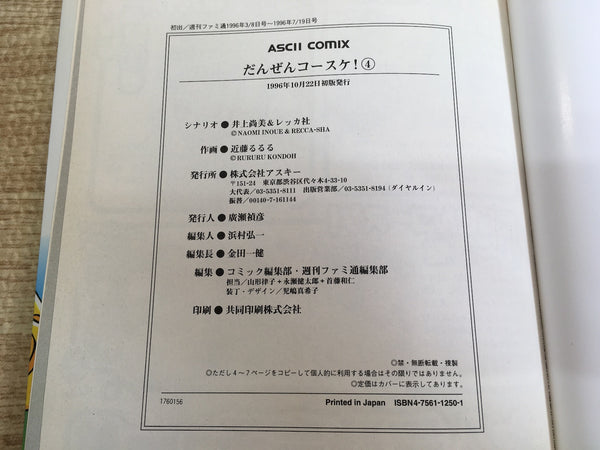 初出／週刊ファミ通1996年3/8日号～1996年7/19日号
ASCII COMIX
だんぜんコースケ！④
1996年10月22日初版発行
シナリオ●井上尚美＆レッカ社
©NAOMI INOUE & RECCA-SHA
作画●近藤るるる
©RURURU KONDOH
発行所●株式会社アスキー
〒151-24　東京都渋谷区代々木4-33-10
大代表／03-5351-8111　出版営業部／03-5351-8194（ダイヤルイン）
振替／00140-7-161144
発行人●廣瀬禎彦
編集人●浜村弘一
編集長●金田一健
編集●コミック編集部・週刊ファミ通編集部
担当／山形律子＋永瀬健太郎＋首藤和仁
装丁・デザイン／児嶋真希子
印刷●共同印刷株式会社
◎禁・無断転載・複製
◎ただし4～7ページをコピーして個人的に利用する場合はその限りではありません。
◎定価はカバーに表示してあります。
1760156
Printed in Japan ISBN4-7561-1250-1